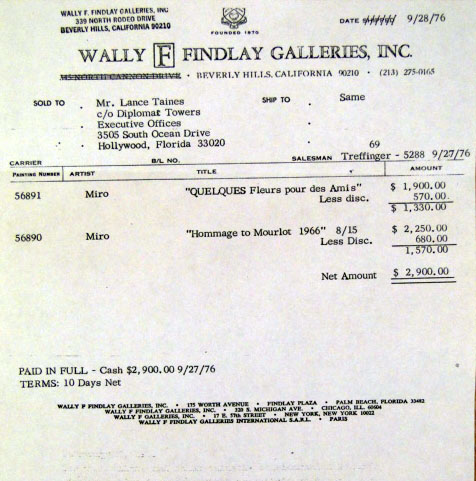 WALLY F. FINDLAY GALLERIES, INC
339 NORTH RODEO DRIVE
BEVERLY HILLS, CALIFORNIA 90210
FOUNDED 1870
DATE 9/28/76
WALLY F FINDLAY GALLERIES, INC.
315 NORTH CANNON DRIVE · BEVERLY HILLS, CALIFORNIA 90210 · (213) 275-0165
SOLD TO Mr. Lance Taines SHIP TO Same
c/o Diplomat Towers
Executive Offices
3505 South Ocean Drive
Hollywood, Florida 33020
69
CARRIER B/L NO. SALESMAN Treffinger - 5288 9/27/76
PAINTING NUMBER ARTIST TITLE AMOUNT
56891 Miro "QUELQUES Fleurs pour des Amis" $ 1,900.00
Less disc. 570.00
$ 1,330.00
56890 Miro "Hommage to Mourlot 1966" 8/15 $ 2,250.00
Less Disc. 680.00
1,570.00
Net Amount $ 2,900.00
PAID IN FULL - Cash $2,900.00 9/27/76
TERMS: 10 Days Net
WALLY F FINDLAY GALLERIES, INC. · 175 WORTH AVENUE · FINDLAY PLAZA · PALM BEACH, FLORIDA 33482
WALLY F FINDLAY GALLERIES, INC. · 320 S. MICHIGAN AVE. · CHICAGO, ILL. 60604
WALLY F GALLERIES, INC. · 17 E. 57th STREET · NEW YORK, NEW YORK 10022
WALLY F FINDLAY GALLERIES INTERNATIONAL S.A.R.L. · PARIS